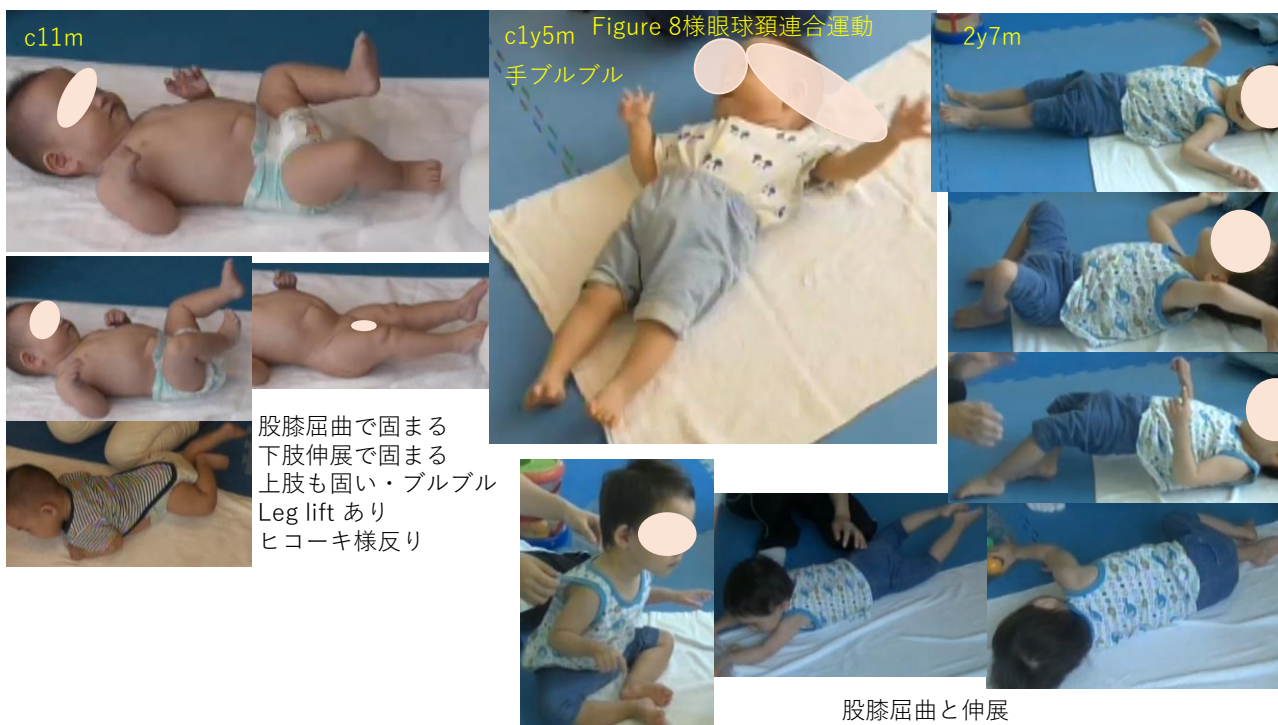 c11m
c1y5m
Figure 8様眼球頚連合運動
手ブルブル
2y7m
股膝屈曲で固まる
下肢伸展で固まる
上肢も固い・ブルブル
Leg lift あり
ヒコーキ様反り
股膝屈曲と伸展